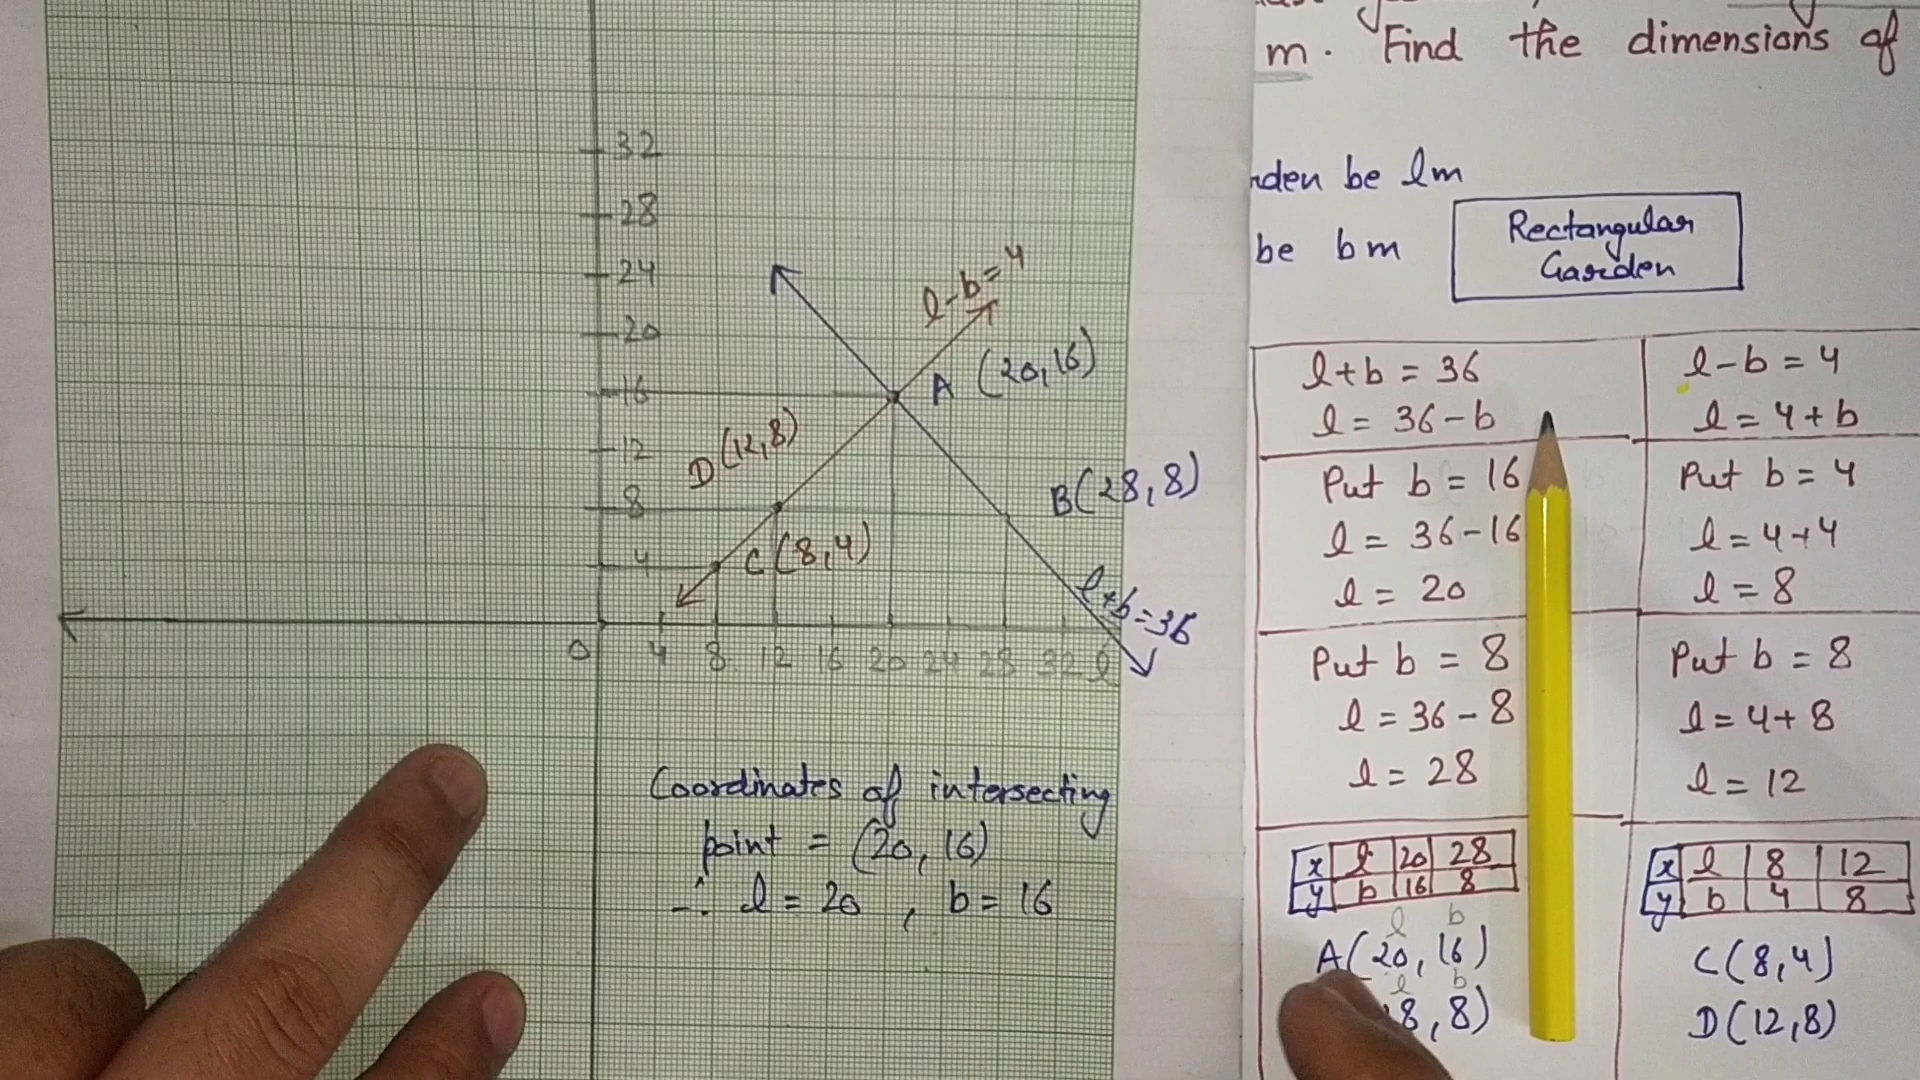 m. Find the dimensions of
rden be lm
be bm
Rectangular
Garden
32
28
24
20
16
12
8
4
0 4 8 12 16 20 24 28 32 l
l-b=4
A (20,16)
D(12,8)
B(28,8)
C(8,4)
l+b=36
Coordinates of intersecting
point = (20, 16)
∴ l = 20 , b = 16
l+b = 36
l = 36-b
Put b = 16
l = 36-16
l = 20
Put b = 8
l = 36-8
l = 28
x l 20 28
y b 16 8
l b
A(20, 16)
l b
8, 8)
l-b = 4
l = 4+b
Put b = 4
l = 4+4
l = 8
Put b = 8
l = 4+8
l = 12
x l 8 12
y b 4 8
C(8,4)
D(12,8)